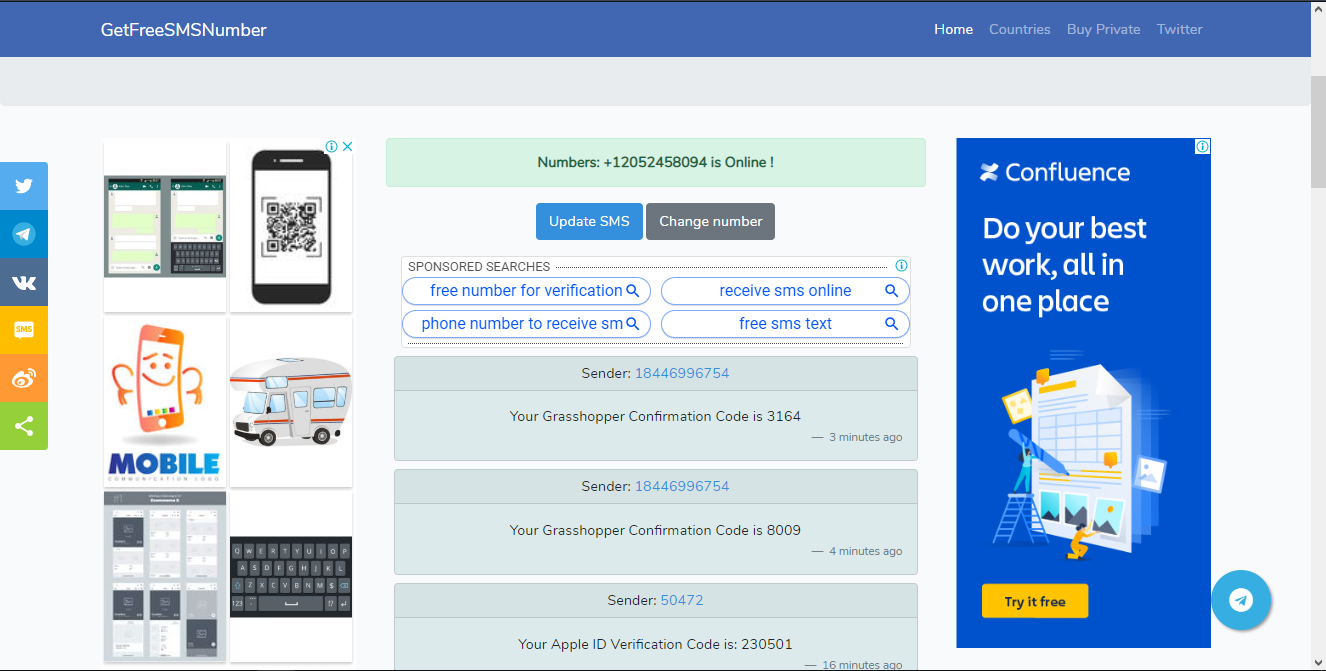 GetFreeSMSNumber
Home Countries Buy Private Twitter
Numbers: +12052458094 is Online !
Update SMS Change number
SPONSORED SEARCHES
free number for verification receive sms online
phone number to receive sm free sms text
Sender: 18446996754
Your Grasshopper Confirmation Code is 3164
— 3 minutes ago
Sender: 18446996754
Your Grasshopper Confirmation Code is 8009
— 4 minutes ago
Sender: 50472
Your Apple ID Verification Code is: 230501
— 16 minutes ago
SMS
MOBILE
COMMUNICATION LOGO
#1
Q W E R T Y U I O P
A S D F G H J K L
Z X C V B N M
Confluence
Do your best
work, all in
one place
Try it free